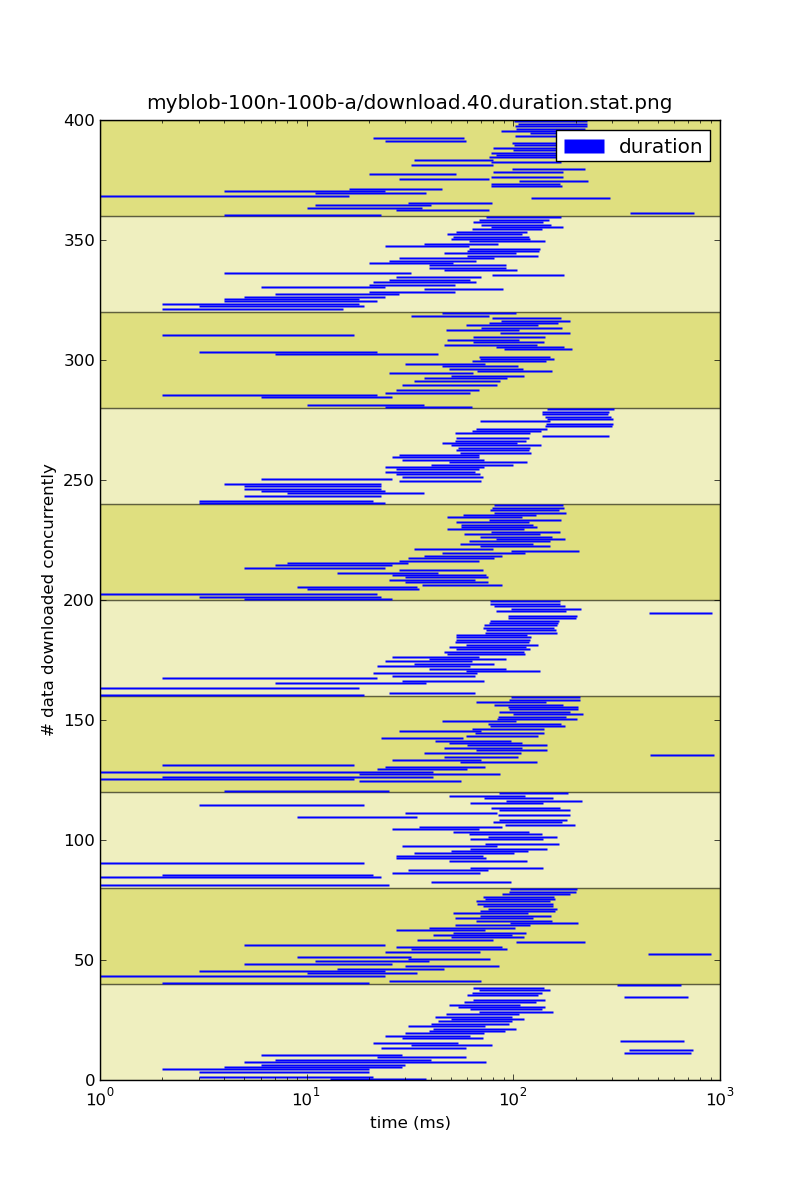 myblob-100n-100b-a/download.40.duration.stat.png
duration
400
350
300
250
200
150
100
50
0
# data downloaded concurrently
10^0 10^1 10^2 10^3
time (ms)